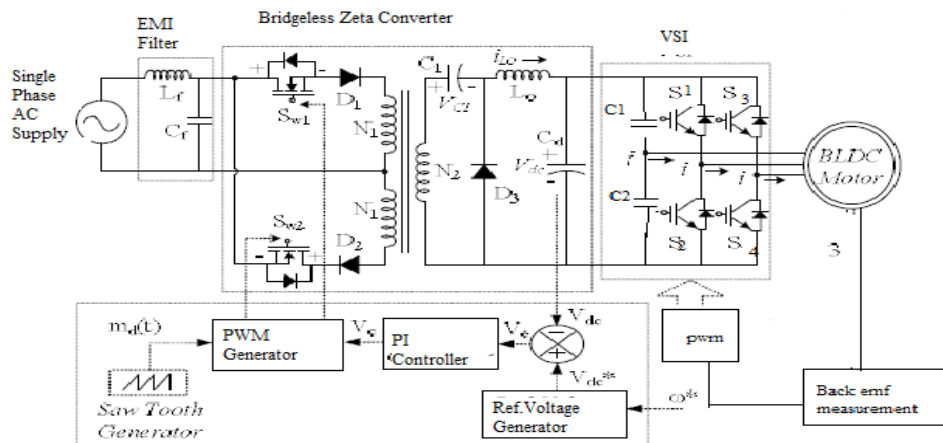 Bridgeless Zeta Converter
EMI
Filter
VSI
Single
Phase
AC
Supply
Lf
Cf
+
-
Sw1
D1
N1
C1
+
-
VC1
iLo
Lo
N2
D3
Cd
+
Vdc
-
C1
S1
S3
i
i
i
BLDC
Motor
C2
S2
S
4
3
N1
Sw2
-
+
D2
md(t)
PWM
Generator
Vc
PI
Controller
Ve
Vdc
-
+
Vdc*
Saw Tooth
Generator
Ref.Voltage
Generator
ω*
pwm
Back emf
measurement